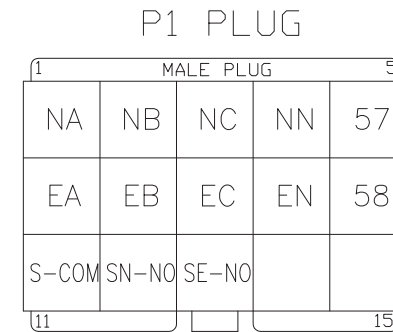 P1 PLUG
1 MALE PLUG 5
NA NB NC NN 57
EA EB EC EN 58
S-COM SN-NO SE-NO
11 15